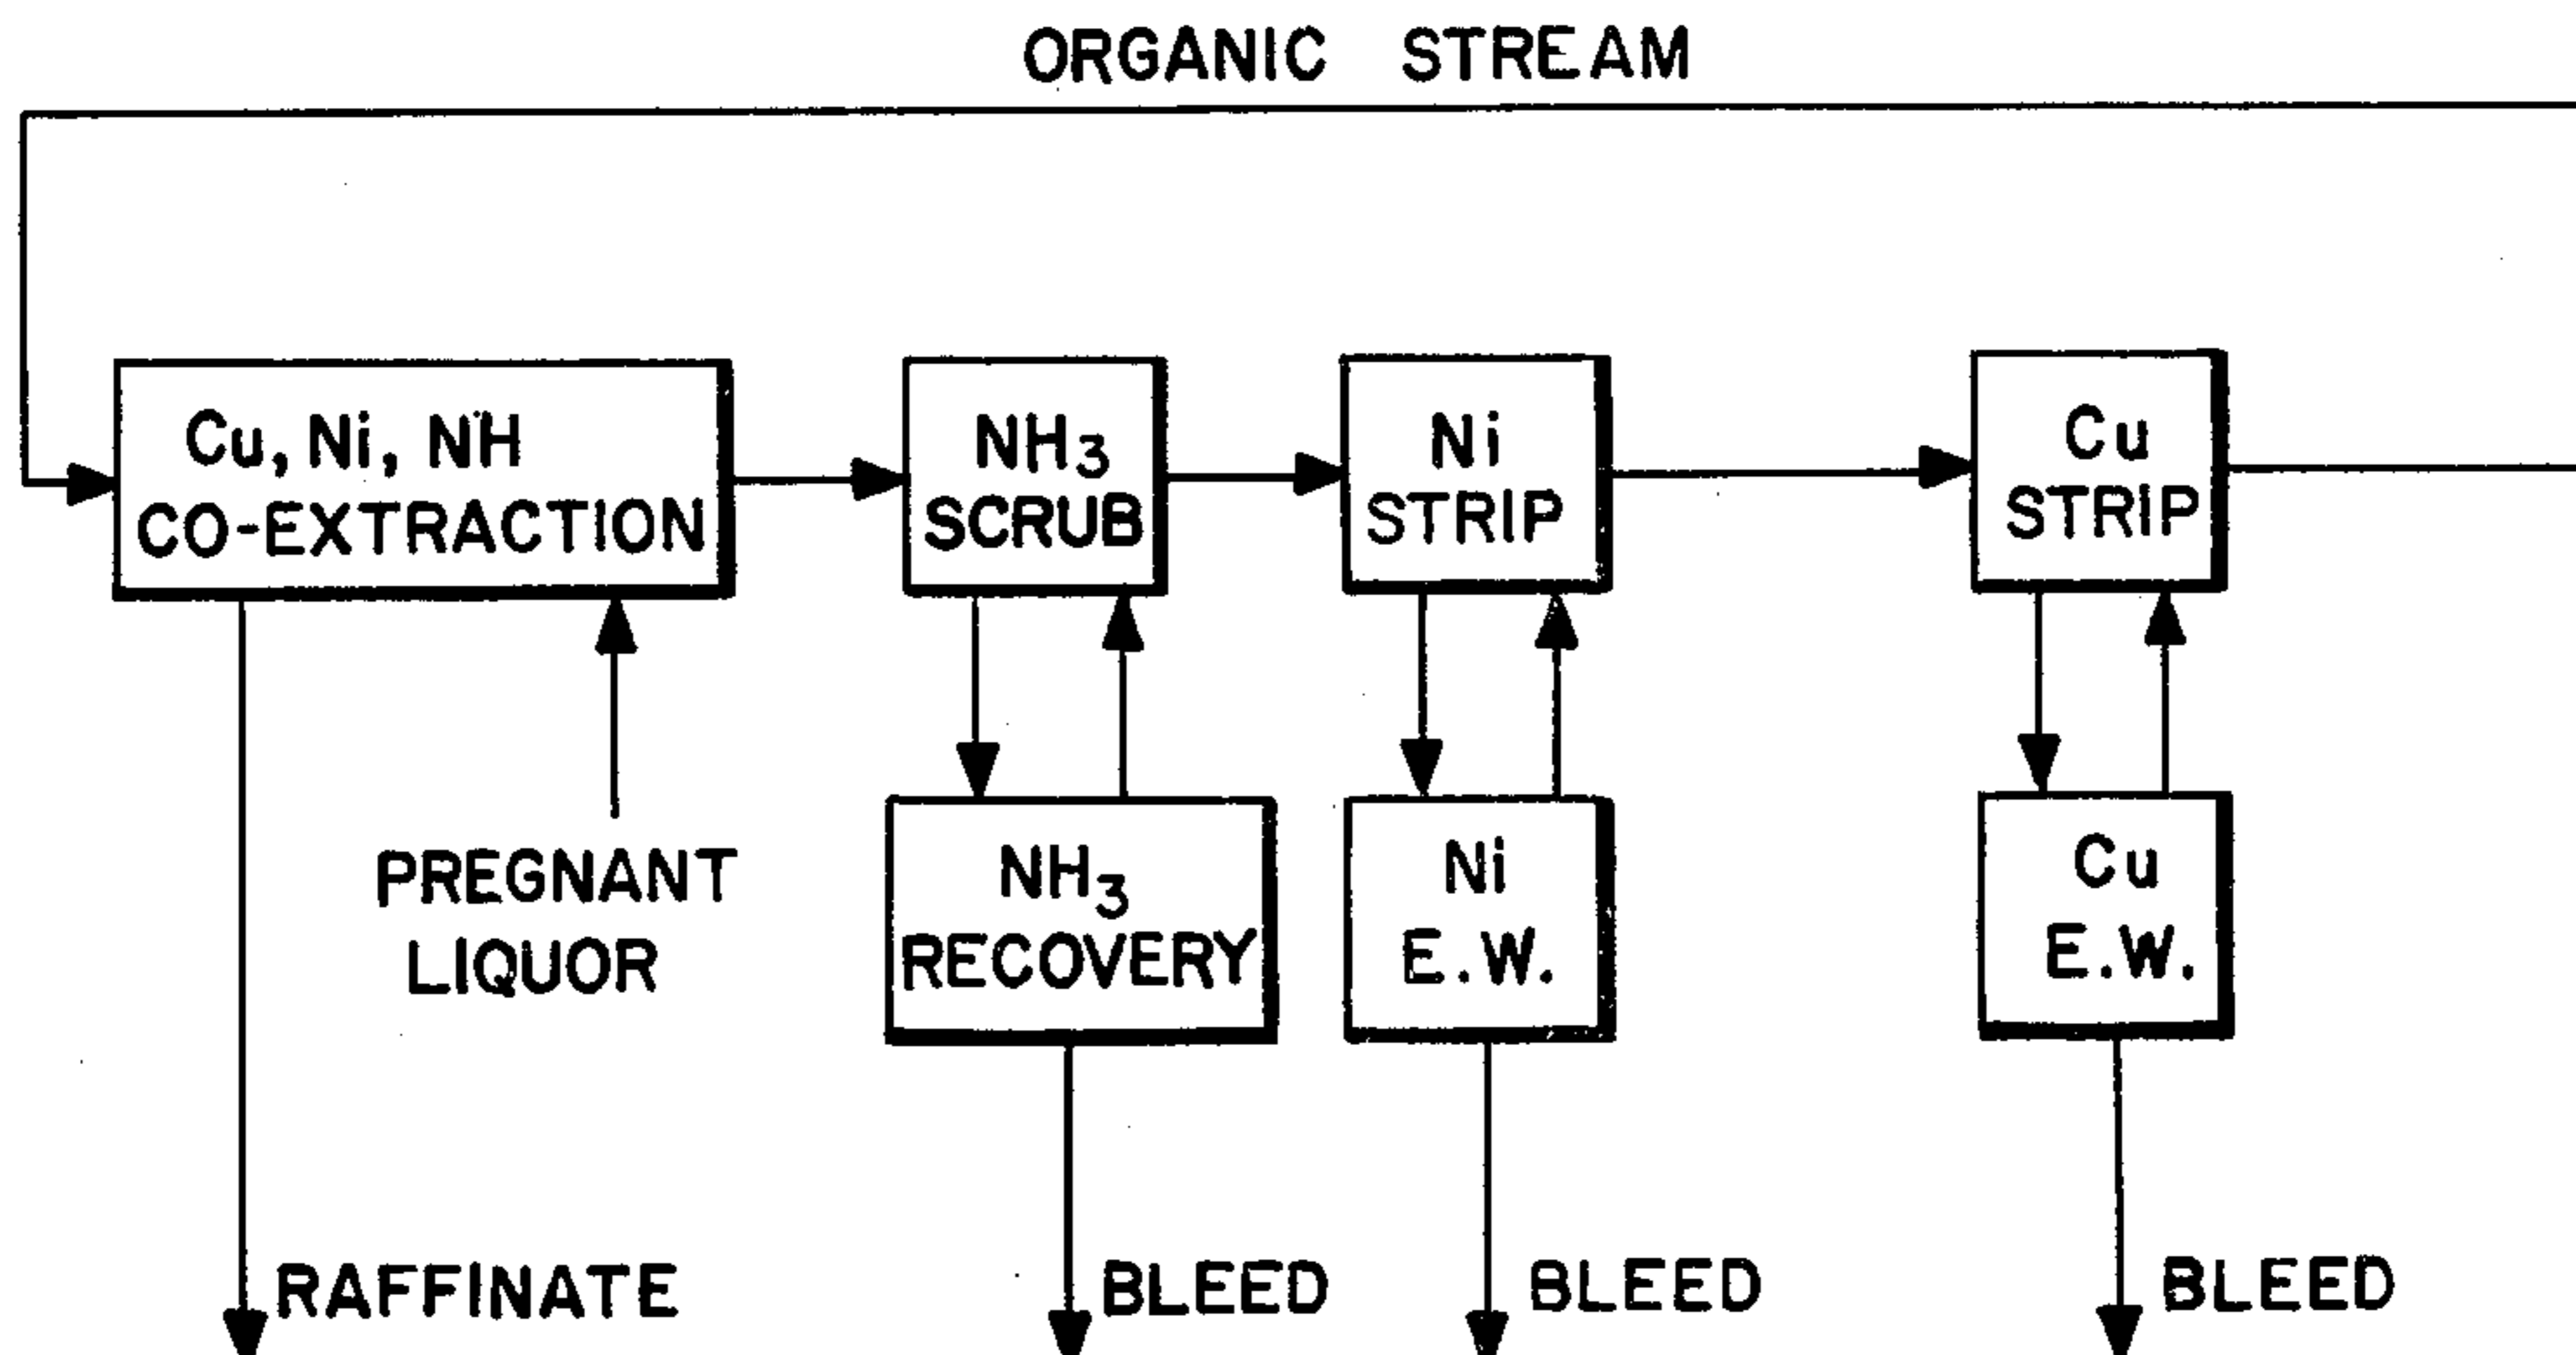 ORGANIC STREAM
Cu, Ni, NH
CO-EXTRACTION
NH3
SCRUB
Ni
STRIP
Cu
STRIP
PREGNANT
LIQUOR
NH3
RECOVERY
Ni
E.W.
Cu
E.W.
RAFFINATE
BLEED
BLEED
BLEED